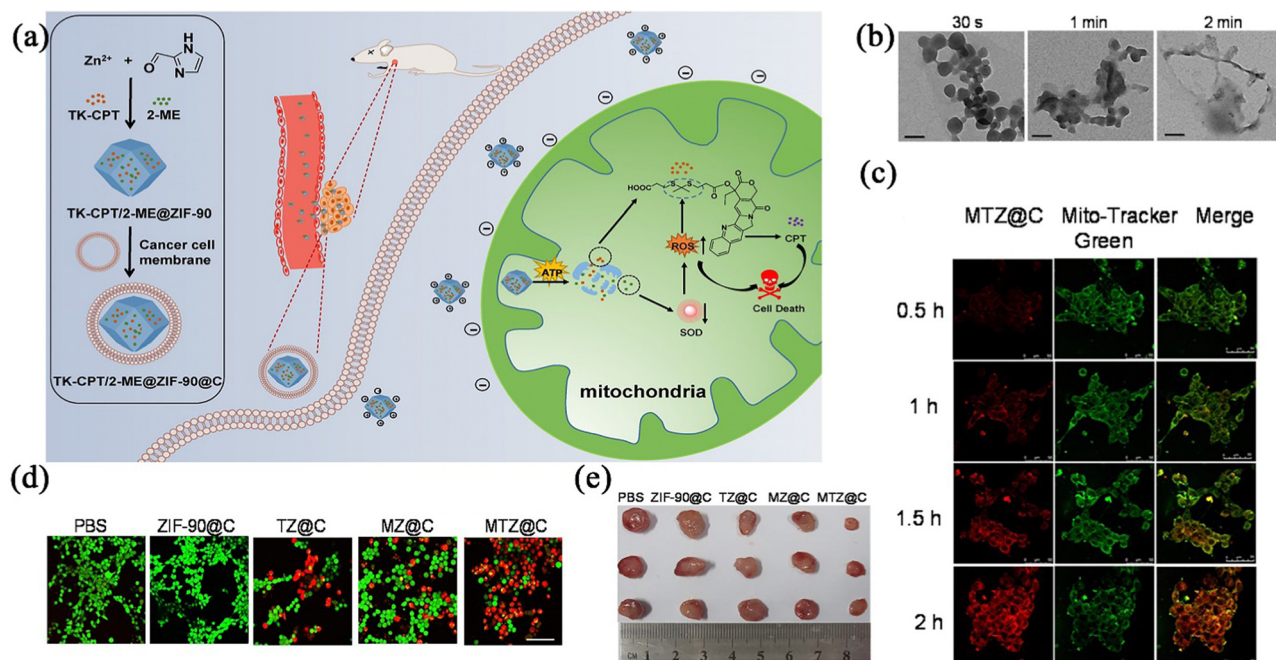 (a)
H
N
Zn²⁺ +
O
N
TK-CPT 2-ME
TK-CPT/2-ME@ZIF-90
Cancer cell
membrane
TK-CPT/2-ME@ZIF-90@C
HOOC
S
S
O
O
O
O
N
O
N
ROS
CPT
ATP
SOD
Cell Death
mitochondria
(b)
30 s 1 min 2 min
(c)
MTZ@C Mito-Tracker Merge
Green
0.5 h
1 h
1.5 h
2 h
(d)
PBS ZIF-90@C TZ@C MZ@C MTZ@C
(e)
PBS ZIF-90@C TZ@C MZ@C MTZ@C
CM 1 2 3 4 5 6 7 8